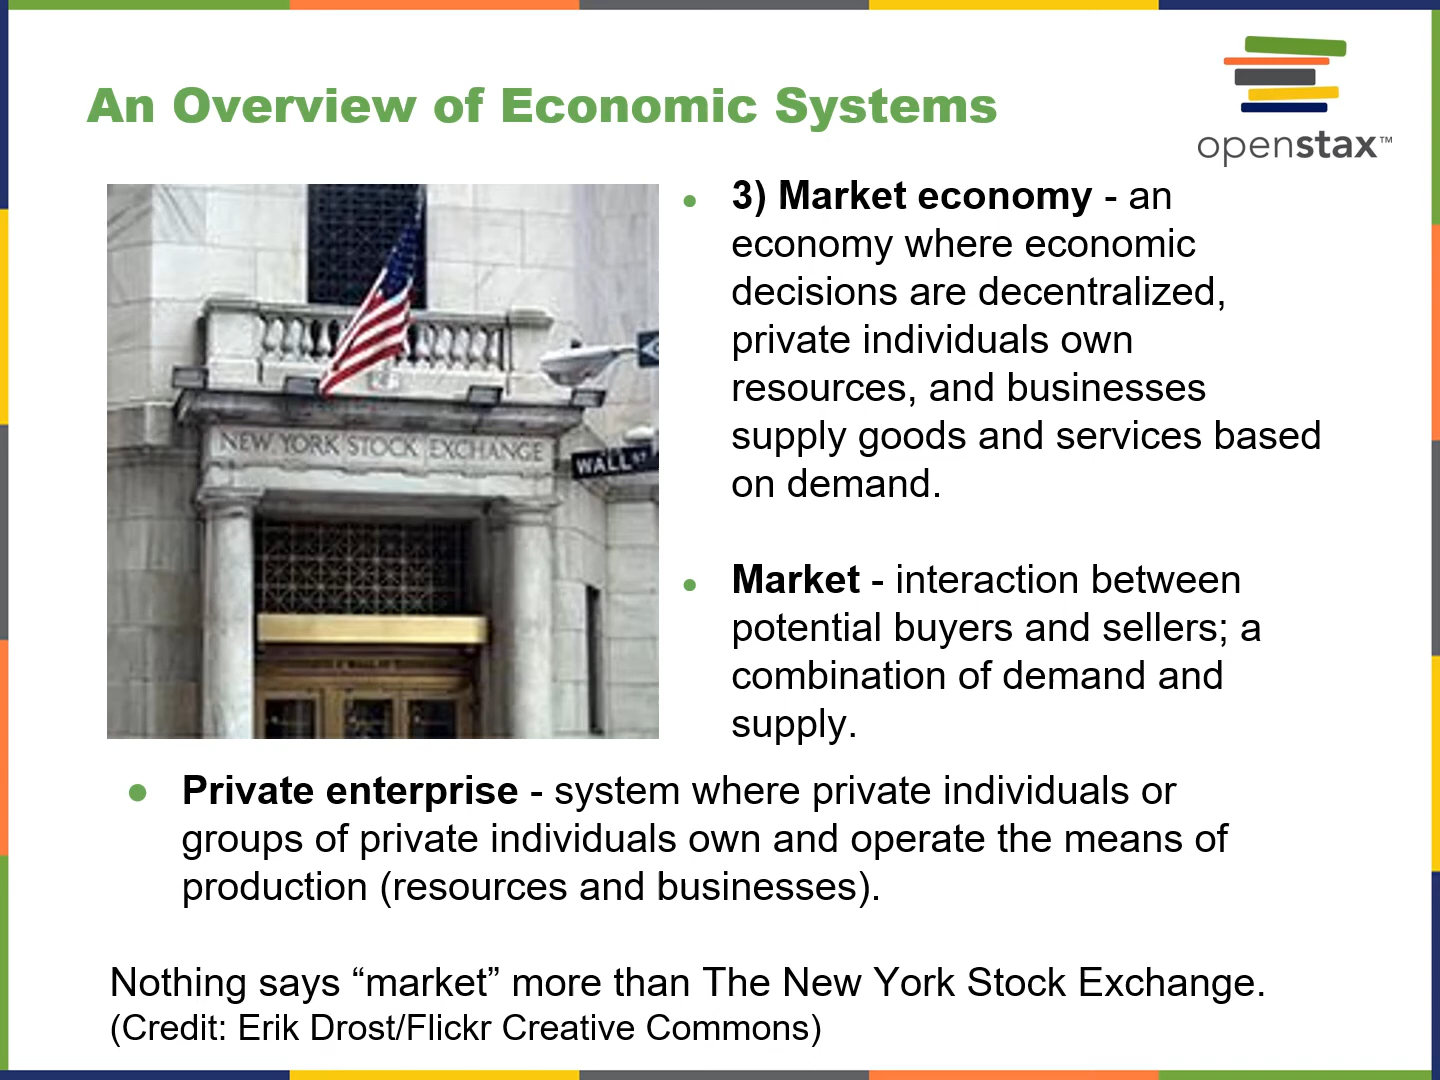 An Overview of Economic Systems
openstax™
NEW YORK STOCK EXCHANGE
WALL ST
● 3) Market economy - an
economy where economic
decisions are decentralized,
private individuals own
resources, and businesses
supply goods and services based
on demand.
● Market - interaction between
potential buyers and sellers; a
combination of demand and
supply.
● Private enterprise - system where private individuals or
groups of private individuals own and operate the means of
production (resources and businesses).
Nothing says “market” more than The New York Stock Exchange.
(Credit: Erik Drost/Flickr Creative Commons)